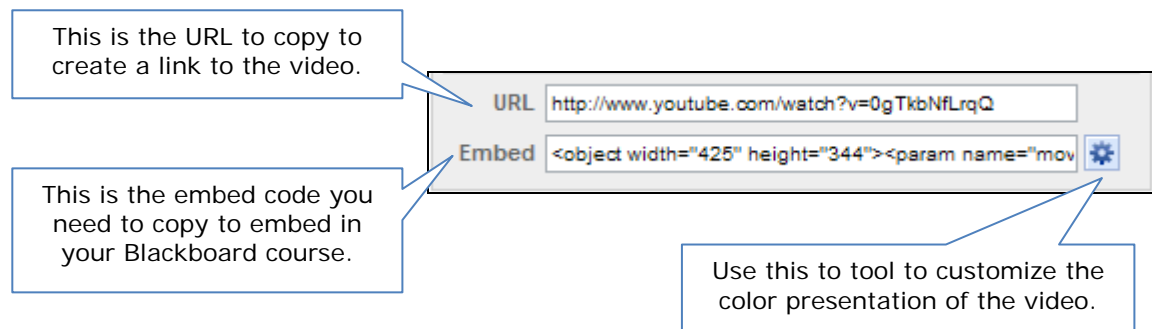 This is the URL to copy to
create a link to the video.
URL http://www.youtube.com/watch?v=0gTkbNfLrqQ
Embed <object width="425" height="344"><param name="mov
This is the embed code you
need to copy to embed in
your Blackboard course.
Use this to tool to customize the
color presentation of the video.